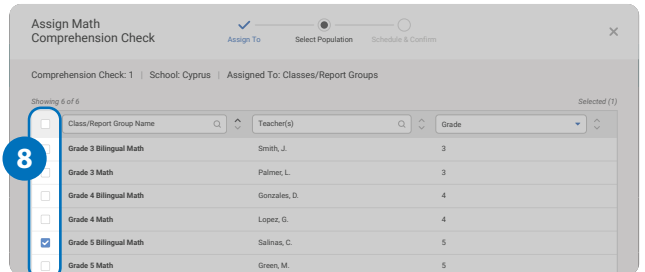 Assign Math
Comprehension Check
Assign To
Select Population
Schedule & Confirm
Comprehension Check: 1 | School: Cyprus | Assigned To: Classes/Report Groups
Showing 6 of 6 Selected (1)
Class/Report Group Name Teacher(s) Grade
8
Grade 3 Bilingual Math Smith, J. 3
Grade 3 Math Palmer, L. 3
Grade 4 Bilingual Math Gonzales, D. 4
Grade 4 Math Lopez, G. 4
Grade 5 Bilingual Math Salinas, C. 5
Grade 5 Math Green, M. 5